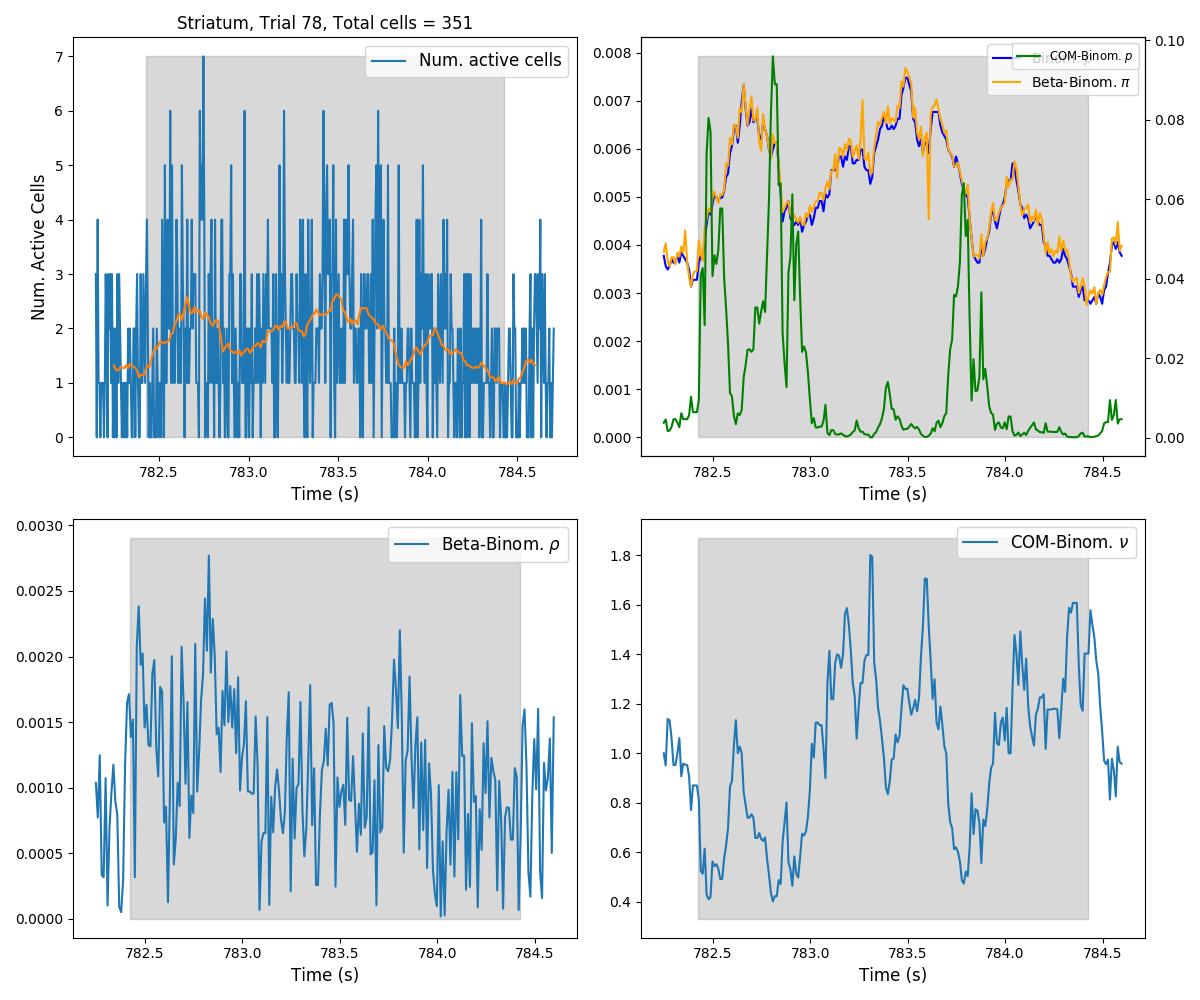 Striatum, Trial 78, Total cells = 351
Num. Active Cells
7
6
5
4
3
2
1
0
Num. active cells
782.5 783.0 783.5 784.0 784.5
Time (s)
0.008
0.007
0.006
0.005
0.004
0.003
0.002
0.001
0.000
COM-Binom. p
Beta-Binom. π
0.10
0.08
0.06
0.04
0.02
0.00
782.5 783.0 783.5 784.0 784.5
Time (s)
0.0030
0.0025
0.0020
0.0015
0.0010
0.0005
0.0000
Beta-Binom. ρ
782.5 783.0 783.5 784.0 784.5
Time (s)
1.8
1.6
1.4
1.2
1.0
0.8
0.6
0.4
COM-Binom. ν
782.5 783.0 783.5 784.0 784.5
Time (s)